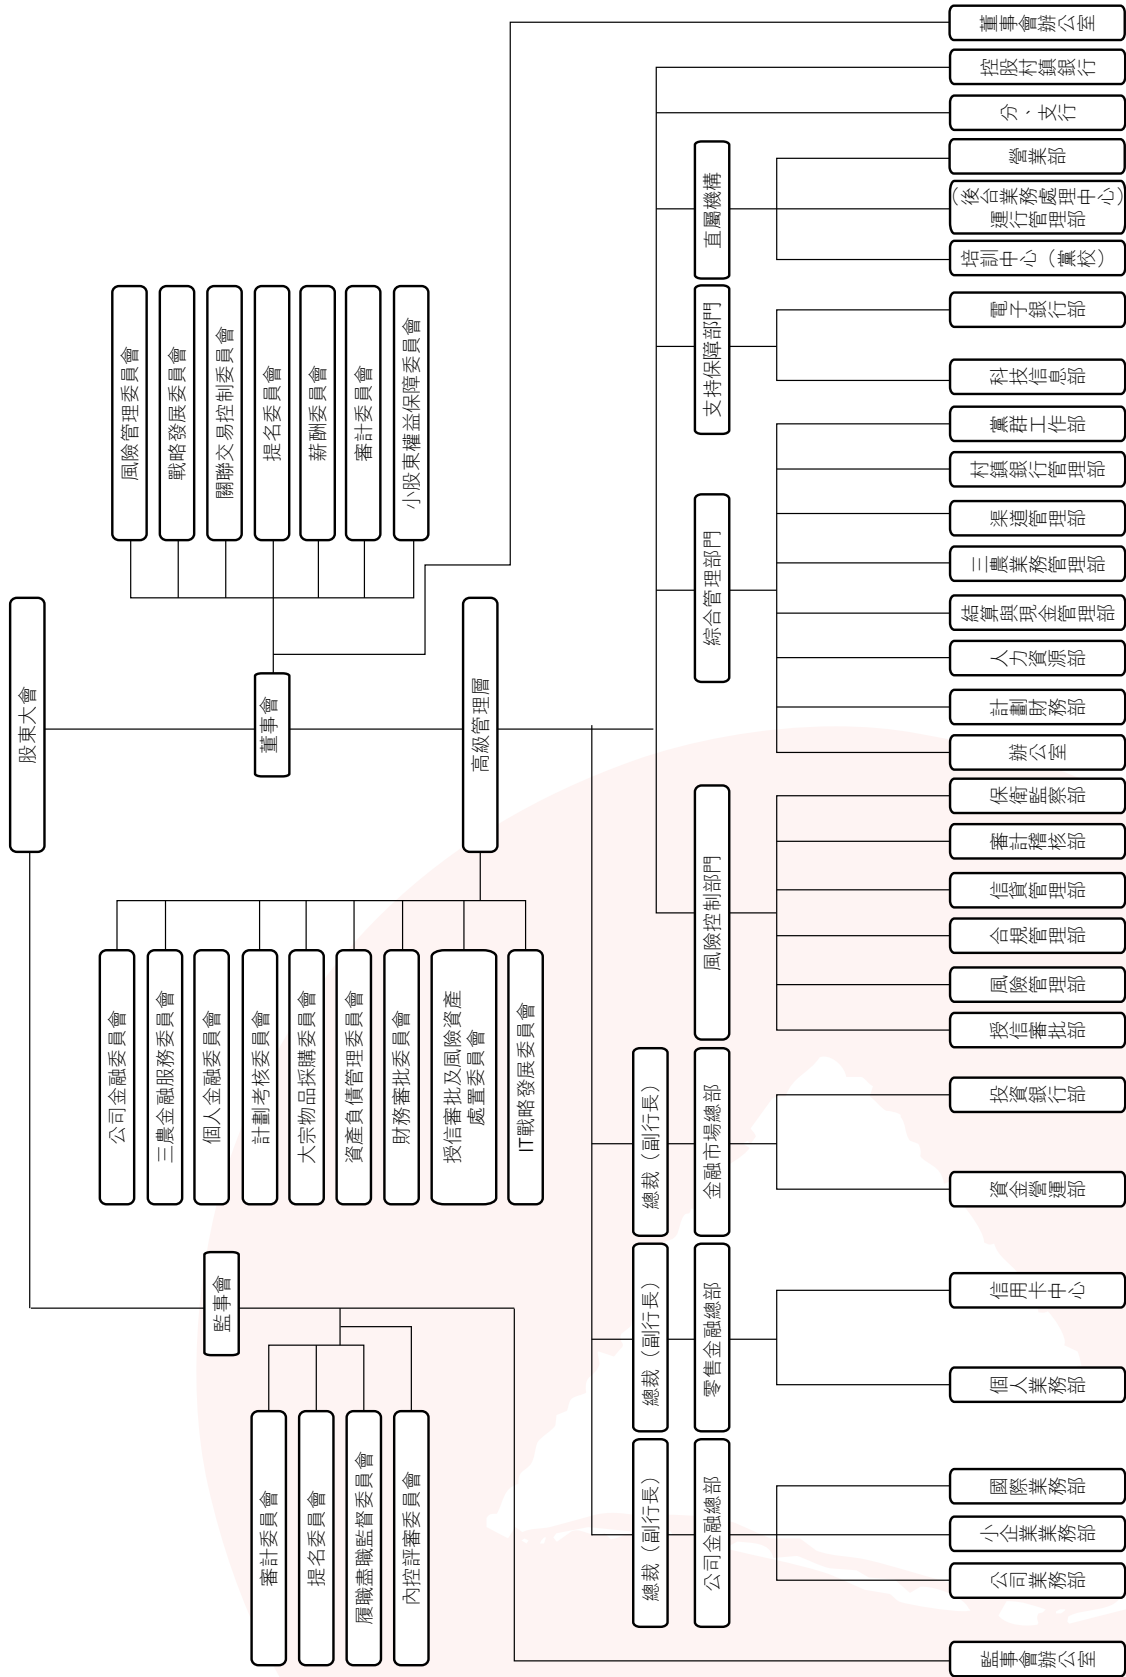 股東大會
監事會
董事會
審計委員會
提名委員會
履職盡職監督委員會
內控評審委員會
風險管理委員會
戰略發展委員會
關聯交易控制委員會
提名委員會
薪酬委員會
審計委員會
小股東權益保障委員會
高級管理層
公司金融委員會
三農金融服務委員會
個人金融委員會
計劃考核委員會
大宗物品採購委員會
資產負債管理委員會
財務審批委員會
授信審批及風險資產
處置委員會
IT戰略發展委員會
總裁（副行長）
總裁（副行長）
總裁（副行長）
公司金融總部
零售金融總部
金融市場總部
風險控制部門
綜合管理部門
支持保障部門
直屬機構
監事會辦公室
公司業務部
小企業業務部
國際業務部
個人業務部
信用卡中心
資金營運部
投資銀行部
授信審批部
風險管理部
合規管理部
信貸管理部
審計稽核部
保衛監察部
辦公室
計劃財務部
人力資源部
結算與現金管理部
三農業務管理部
渠道管理部
村鎮銀行管理部
黨群工作部
科技信息部
電子銀行部
培訓中心（黨校）
運行管理部
（後台業務處理中心）
營業部
分、支行
控股村鎮銀行
董事會辦公室